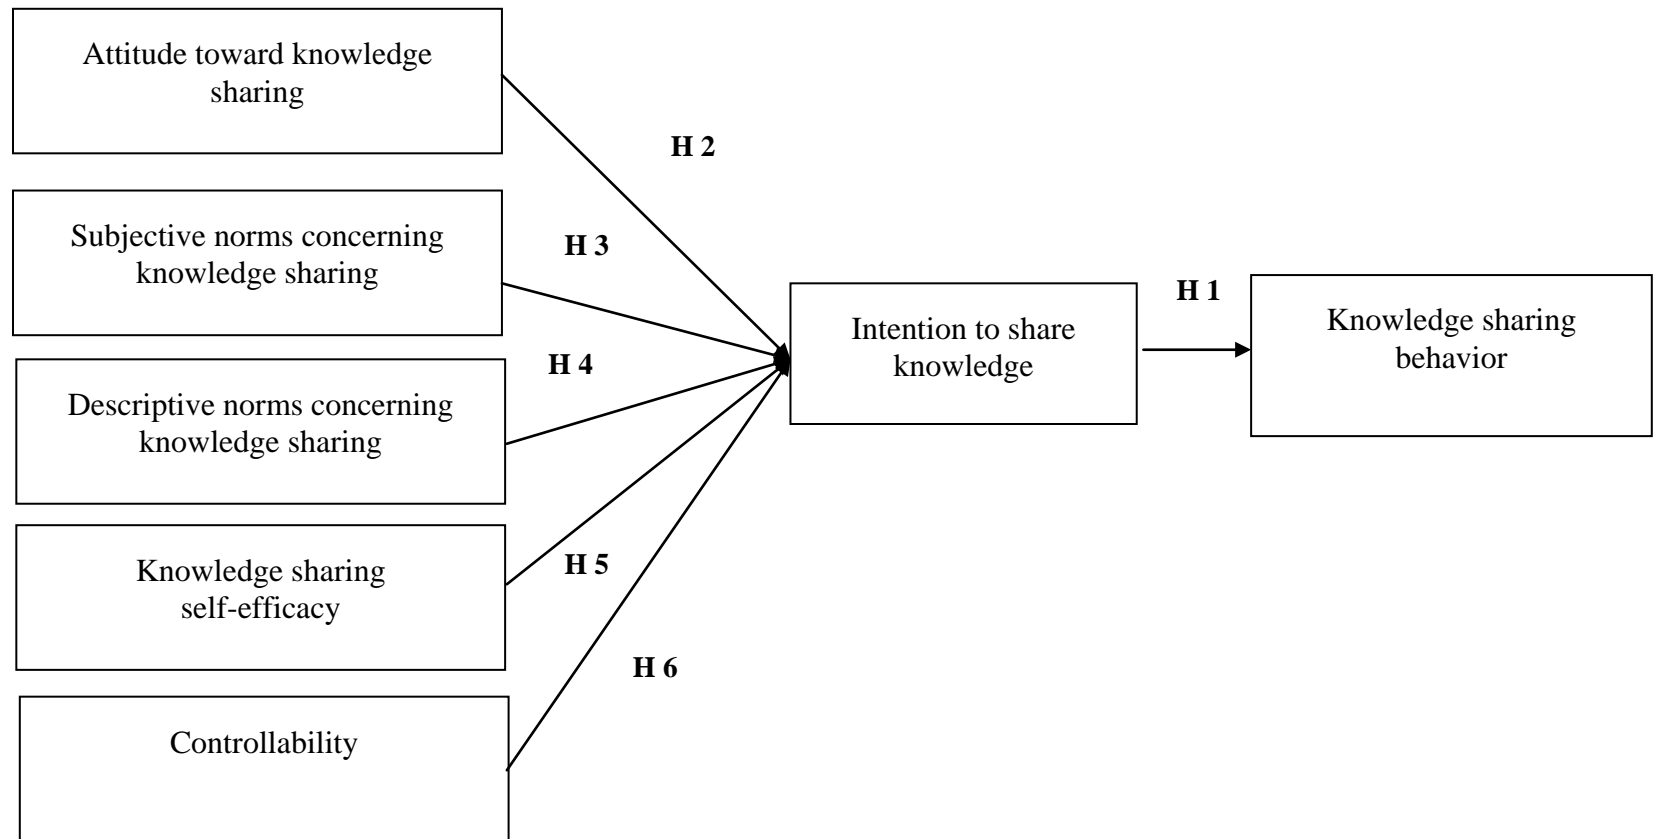 Attitude toward knowledge
sharing
H 2
Subjective norms concerning
knowledge sharing
H 3
Descriptive norms concerning
knowledge sharing
H 4
Knowledge sharing
self-efficacy
H 5
Controllability
H 6
Intention to share
knowledge
H 1
Knowledge sharing
behavior